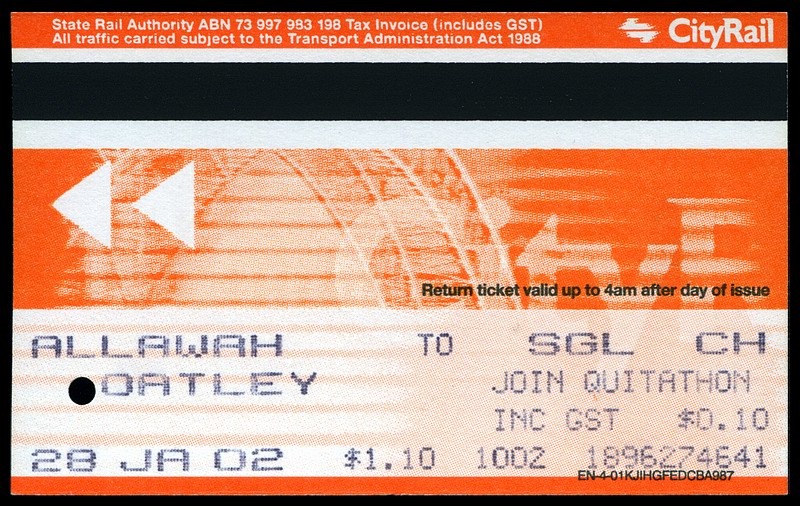 State Rail Authority ABN 73 997 983 198 Tax Invoice (includes GST)
All traffic carried subject to the Transport Administration Act 1988
CityRail
Return ticket valid up to 4am after day of issue
ALLAWAH TO SGL CH
OATLEY JOIN QUITATHON
INC GST $0.10
28 JA 02 $1.10 100Z 1896274641
EN-4-01KJIHGFEDCBA987